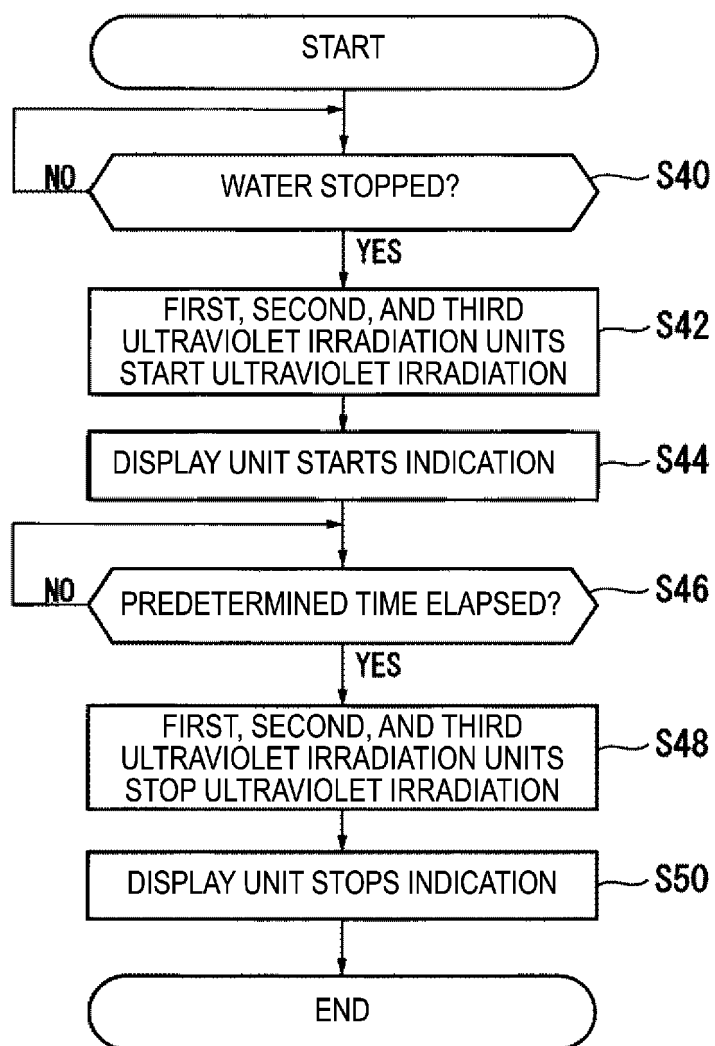 START
NO
WATER STOPPED?
S40
YES
FIRST, SECOND, AND THIRD
ULTRAVIOLET IRRADIATION UNITS
START ULTRAVIOLET IRRADIATION
S42
DISPLAY UNIT STARTS INDICATION
S44
NO
PREDETERMINED TIME ELAPSED?
S46
YES
FIRST, SECOND, AND THIRD
ULTRAVIOLET IRRADIATION UNITS
STOP ULTRAVIOLET IRRADIATION
S48
DISPLAY UNIT STOPS INDICATION
S50
END